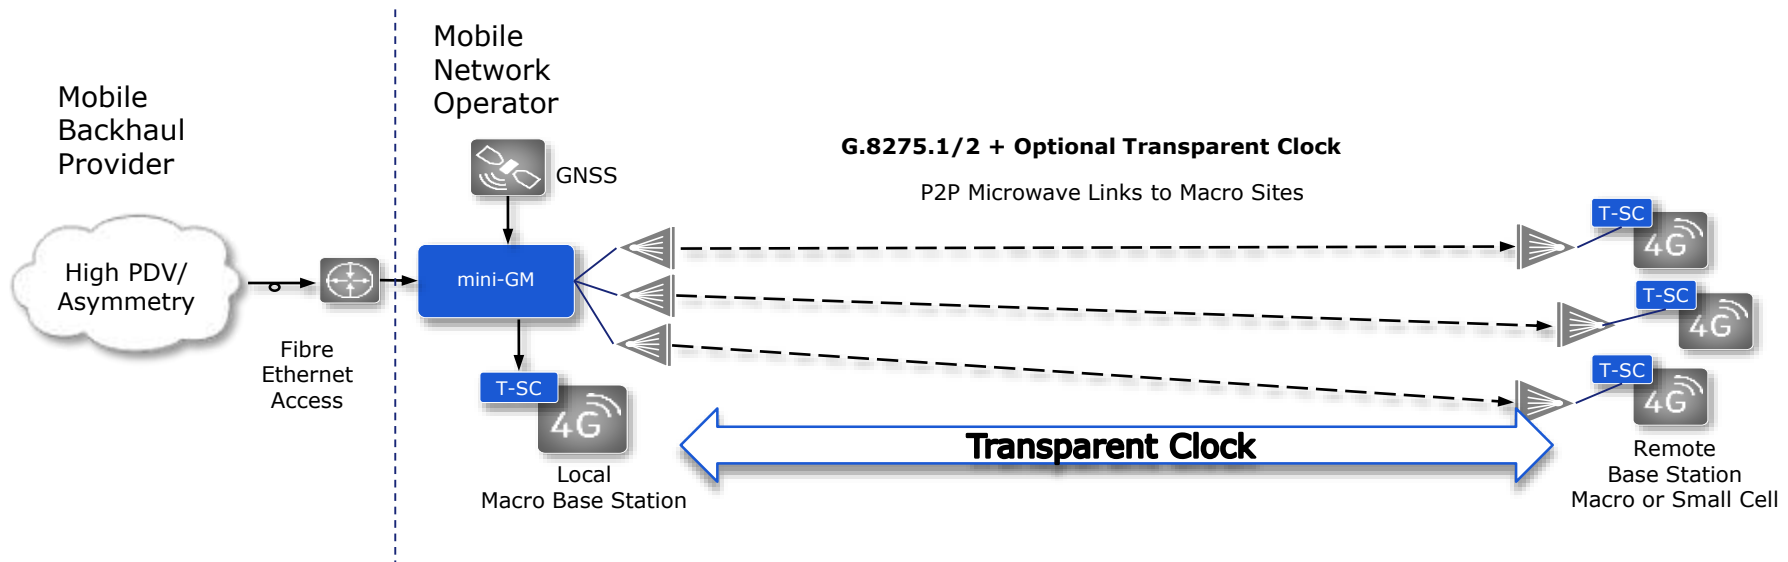 Mobile
Backhaul
Provider
Mobile
Network
Operator
GNSS
G.8275.1/2 + Optional Transparent Clock
P2P Microwave Links to Macro Sites
High PDV/
Asymmetry
mini-GM
Fibre
Ethernet
Access
T-SC
4G
Local
Macro Base Station
T-SC
4G
T-SC
4G
T-SC
4G
Transparent Clock
Remote
Base Station
Macro or Small Cell